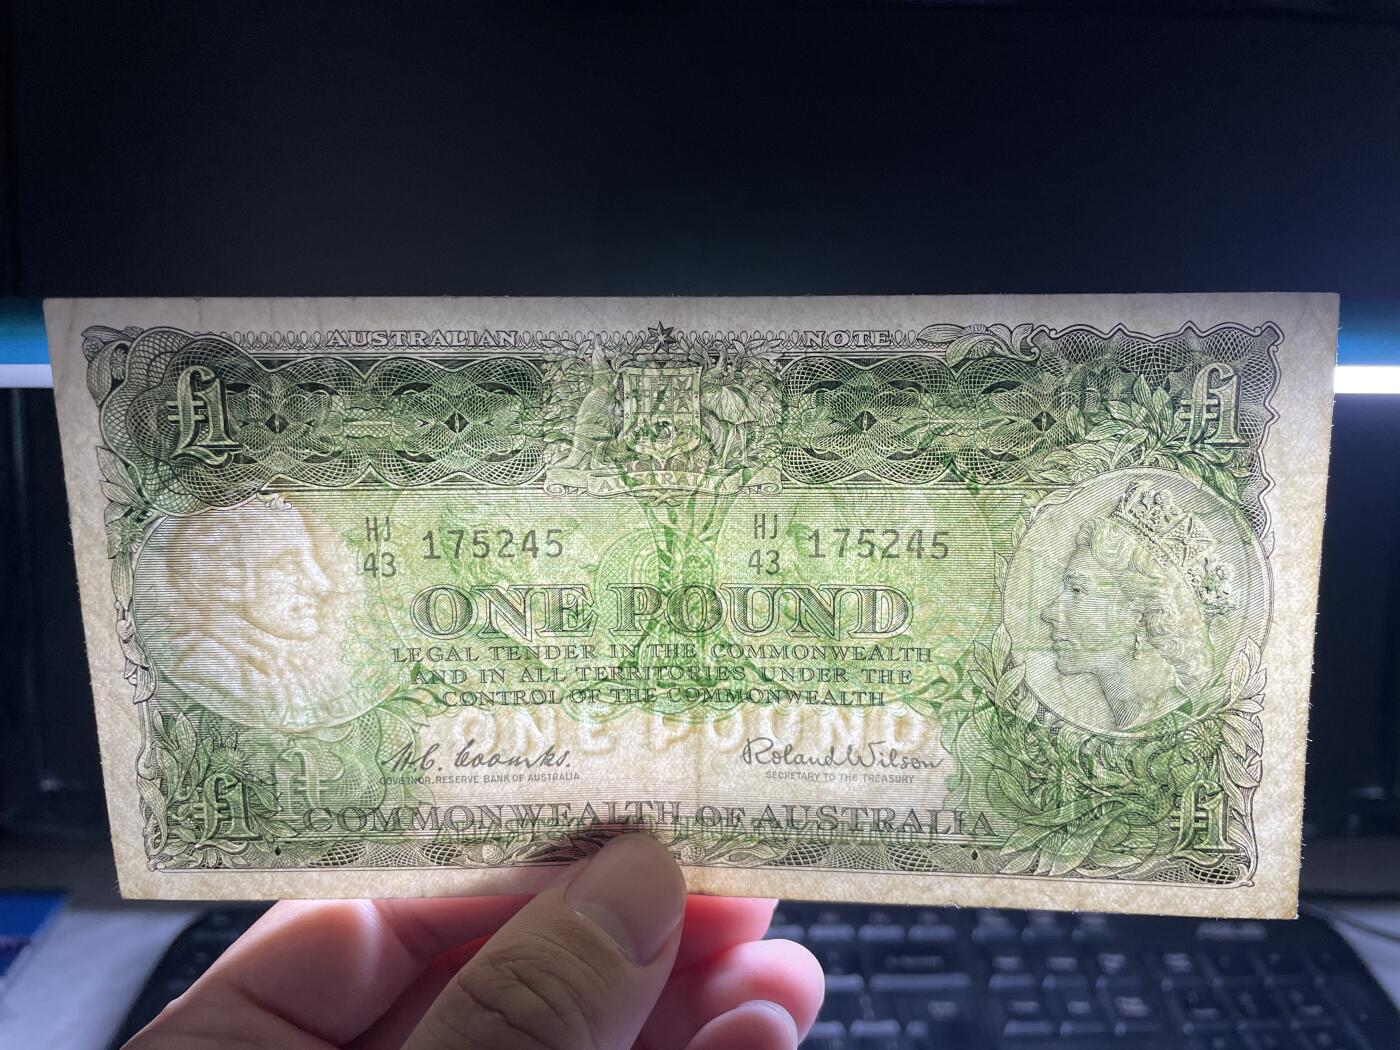 AUSTRALIAN NOTE
£1 £1
AUSTRALIA
HJ 43 175245 HJ 43 175245
ONE POUND
LEGAL TENDER IN THE COMMONWEALTH
AND IN ALL TERRITORIES UNDER THE
CONTROL OF THE COMMONWEALTH
ONE POUND
H.C. Coombs. Roland Wilson
GOVERNOR, RESERVE BANK OF AUSTRALIA SECRETARY TO THE TREASURY
£1 £1
COMMONWEALTH OF AUSTRALIA